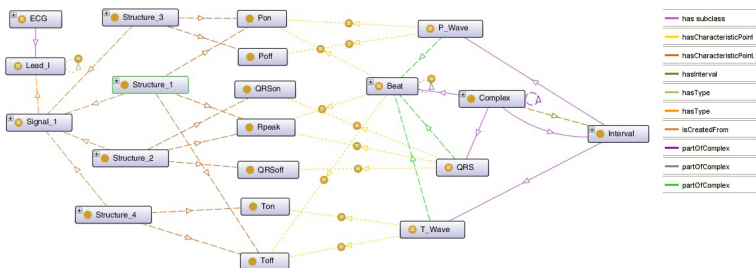 ECG
Structure_3
Pon
P_Wave
Poff
Lead_I
Structure_1
QRSon
Beat
Complex
Signal_1
Rpeak
Interval
Structure_2
QRSoff
QRS
Structure_4
Ton
T_Wave
Toff
has subclass
hasCharacteristicPoint
hasCharacteristicPoint
hasInterval
hasType
hasType
isCreatedFrom
partOfComplex
partOfComplex
partOfComplex